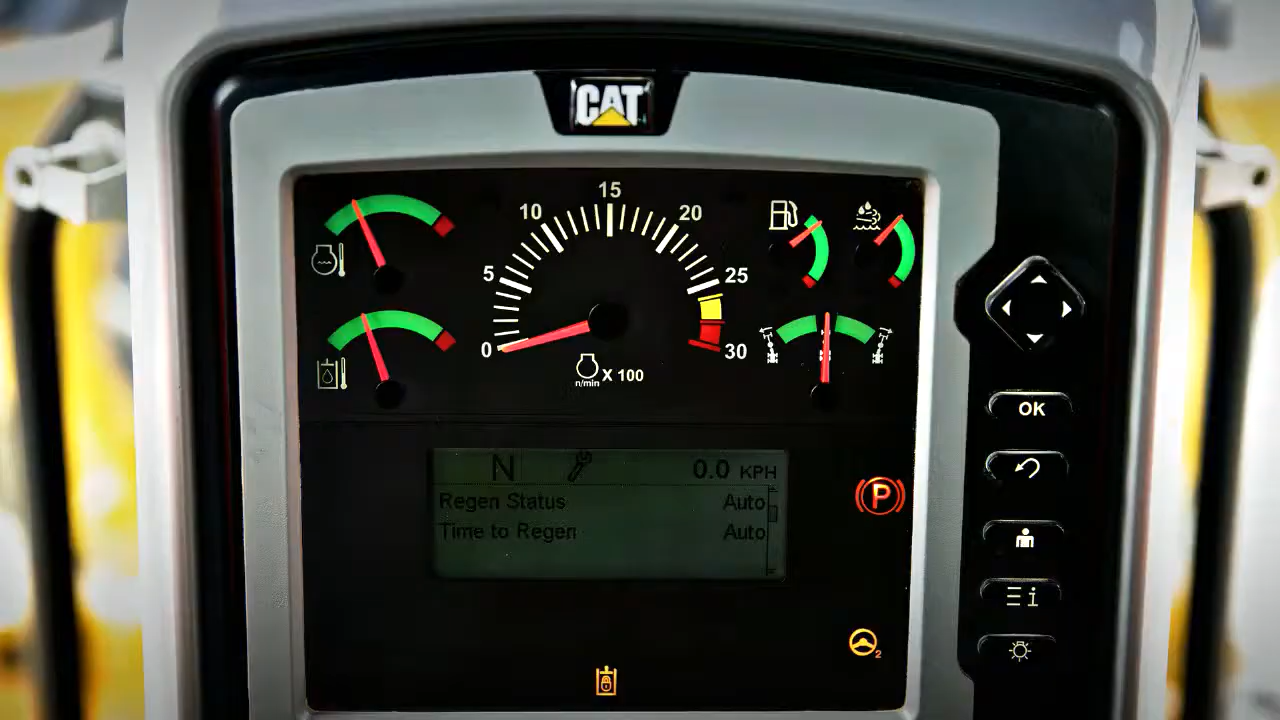 CAT
15
10
20
5
25
0
30
n/min X 100
N
0.0 KPH
Regen Status Auto
Time to Regen Auto
P
2
OK
i